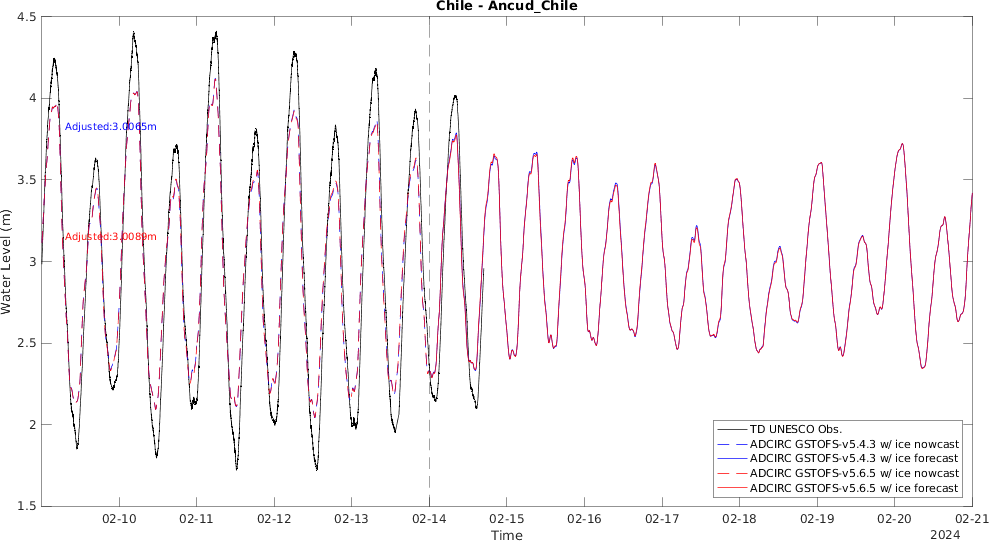 Chile - Ancud_Chile
4.5
4
3.5
3
2.5
2
1.5
Water Level (m)
Adjusted:3.0065m
Adjusted:3.0089m
TD UNESCO Obs.
ADCIRC GSTOFS-v5.4.3 w/ ice nowcast
ADCIRC GSTOFS-v5.4.3 w/ ice forecast
ADCIRC GSTOFS-v5.6.5 w/ ice nowcast
ADCIRC GSTOFS-v5.6.5 w/ ice forecast
02-10 02-11 02-12 02-13 02-14 02-15 02-16 02-17 02-18 02-19 02-20 02-21
Time
2024